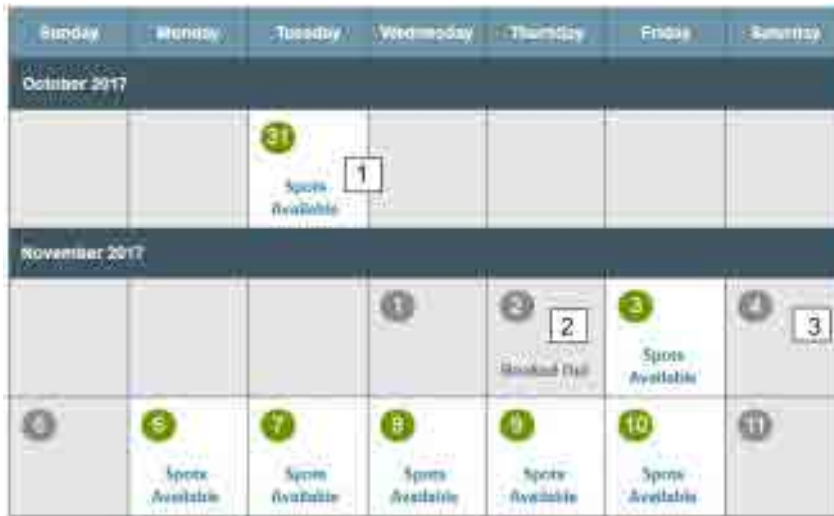 Sunday Monday Tuesday Wednesday Thursday Friday Saturday
October 2017
31
1
Spots
Available
November 2017
1 2 3 4
2 3
Booked Out Spots
Available
5 6 7 8 9 10 11
Spots Spots Spots Spots Spots
Available Available Available Available Available